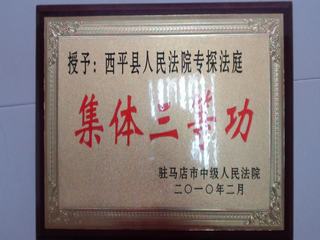 授予：西平县人民法院专探法庭
集体三等功
驻马店市中级人民法院
二〇一〇年二月